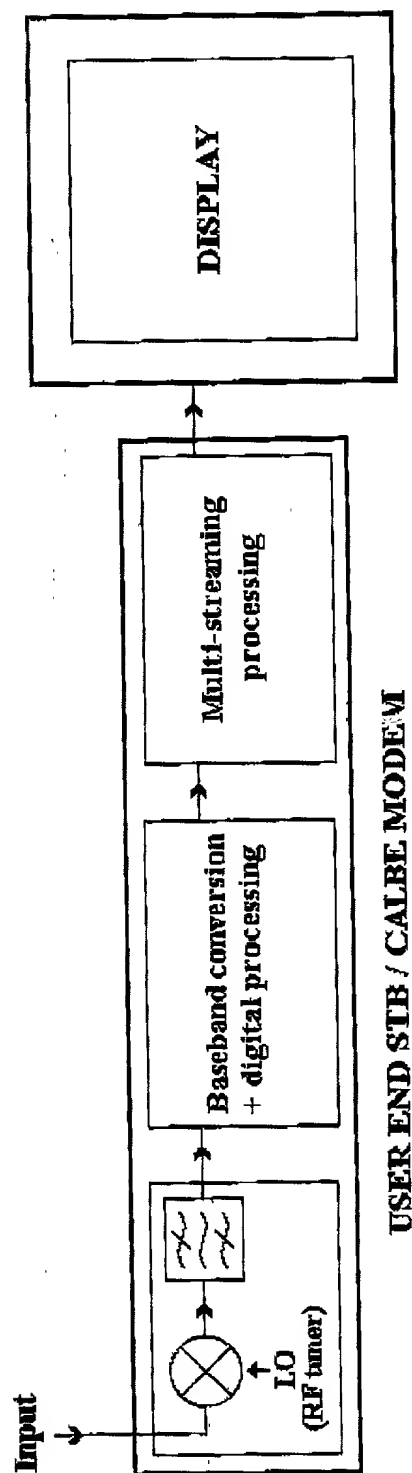 Input
LO
(RF tuner)
Baseband conversion
+ digital processing
Multi-streaming
processing
DISPLAY
USER END STB / CALBE MODEM